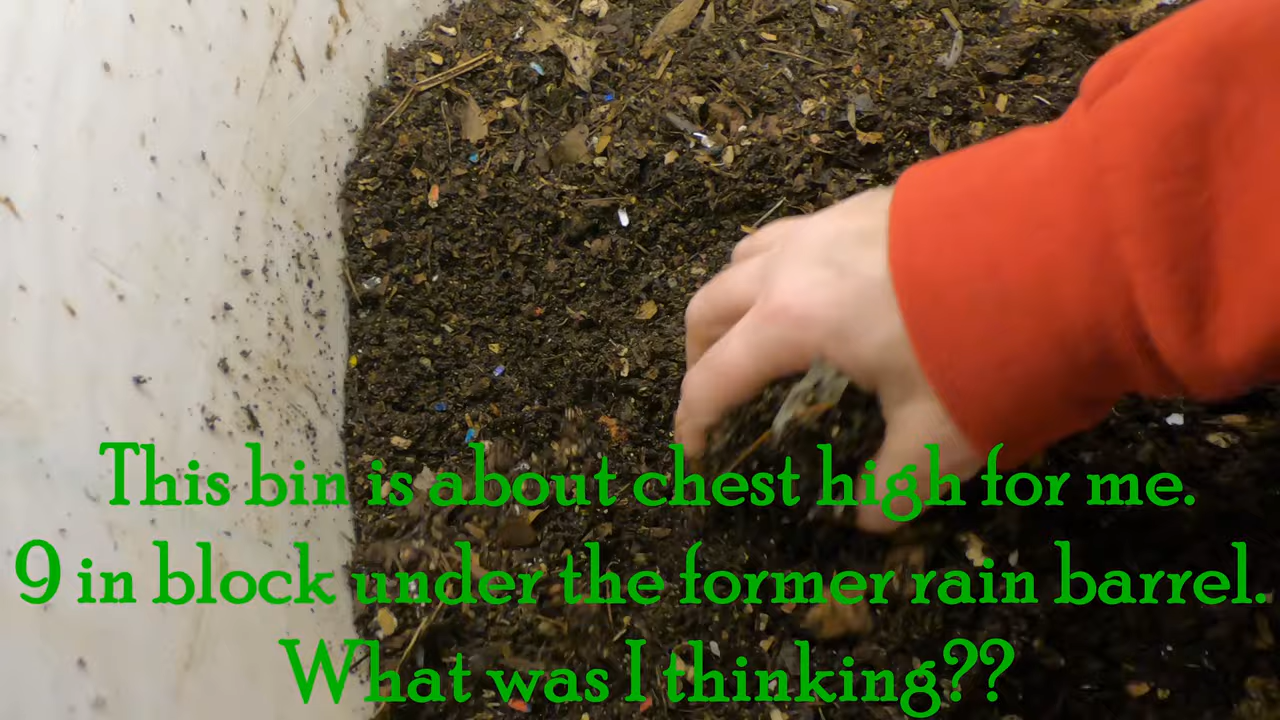 This bin is about chest high for me.
9 in block under the former rain barrel.
What was I thinking??